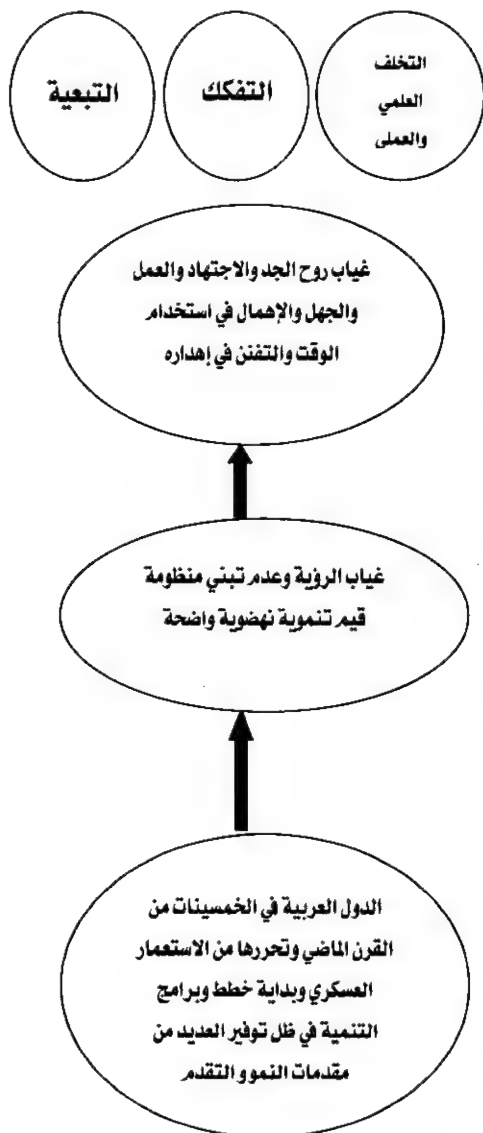 التخلف
العلمي
والعملى
التفكك
التبعية
غياب روح الجد والاجتهاد والعمل
والجهل والإهمال في استخدام
الوقت والتفنن في إهداره
غياب الرؤية وعدم تبني منظومة
قيم تنموية نهضوية واضحة
الدول العربية في الخمسينات من
القرن الماضي وتحررها من الاستعمار
العسكري وبداية خطط وبرامج
التنمية في ظل توفير العديد من
مقدمات النمو و التقدم